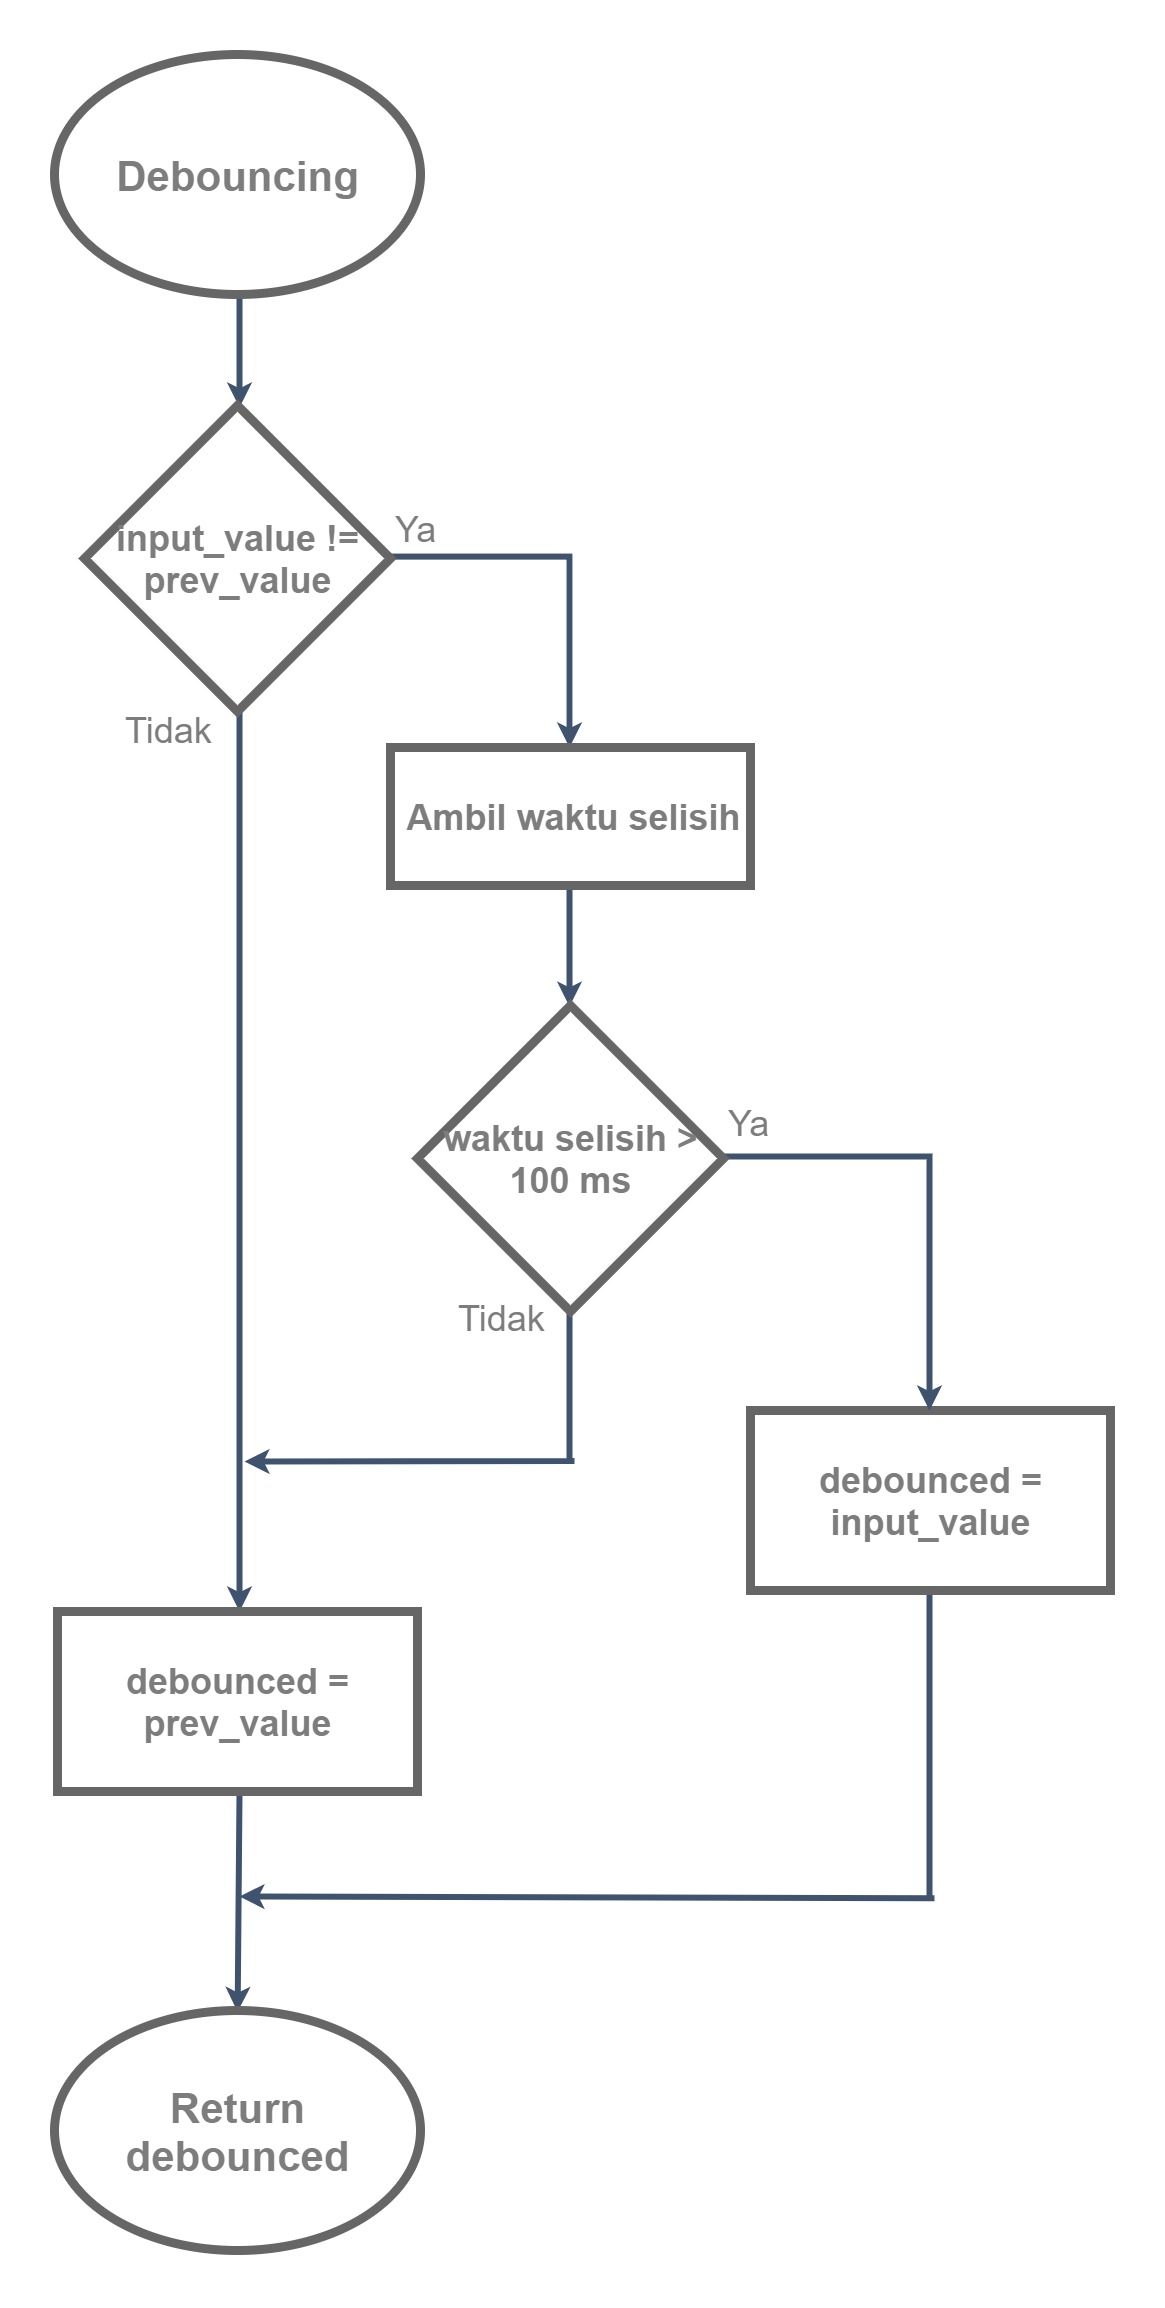 Debouncing
input_value !=
prev_value
Ya
Tidak
Ambil waktu selisih
waktu selisih >
100 ms
Ya
Tidak
debounced =
input_value
debounced =
prev_value
Return
debounced